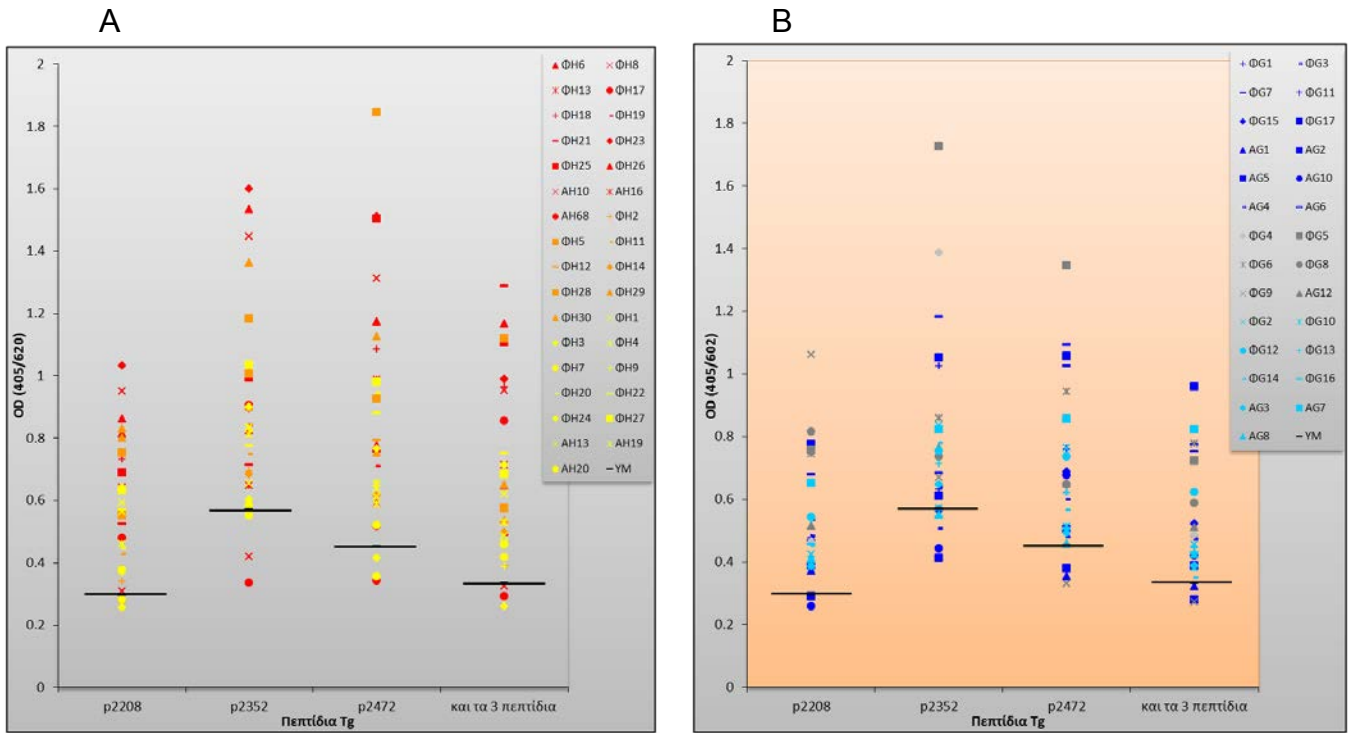 A
B
2
1.8
1.6
1.4
1.2
1
0.8
0.6
0.4
0.2
0
OD (405/620)
p2208 p2352 p2472 και τα 3 πεπτίδια
Πεπτίδια Tg
ΦΗ6 ΦΗ8
ΦΗ13 ΦΗ17
ΦΗ18 ΦΗ19
ΦΗ21 ΦΗ23
ΦΗ25 ΦΗ26
ΑΗ10 ΑΗ16
ΑΗ68 ΦΗ2
ΦΗ5 ΦΗ11
ΦΗ12 ΦΗ14
ΦΗ28 ΦΗ29
ΦΗ30 ΦΗ1
ΦΗ3 ΦΗ4
ΦΗ7 ΦΗ9
ΦΗ20 ΦΗ22
ΦΗ24 ΦΗ27
ΑΗ13 ΑΗ19
ΑΗ20 ΥΜ
2
1.8
1.6
1.4
1.2
1
0.8
0.6
0.4
0.2
0
OD (405/602)
p2208 p2352 p2472 και τα 3 πεπτίδια
Πεπτίδια Tg
ΦG1 ΦG3
ΦG7 ΦG11
ΦG15 ΦG17
AG1 AG2
AG5 AG10
AG4 AG6
ΦG4 ΦG5
ΦG6 ΦG8
ΦG9 AG12
ΦG2 ΦG10
ΦG12 ΦG13
ΦG14 ΦG16
AG3 AG7
AG8 ΥΜ